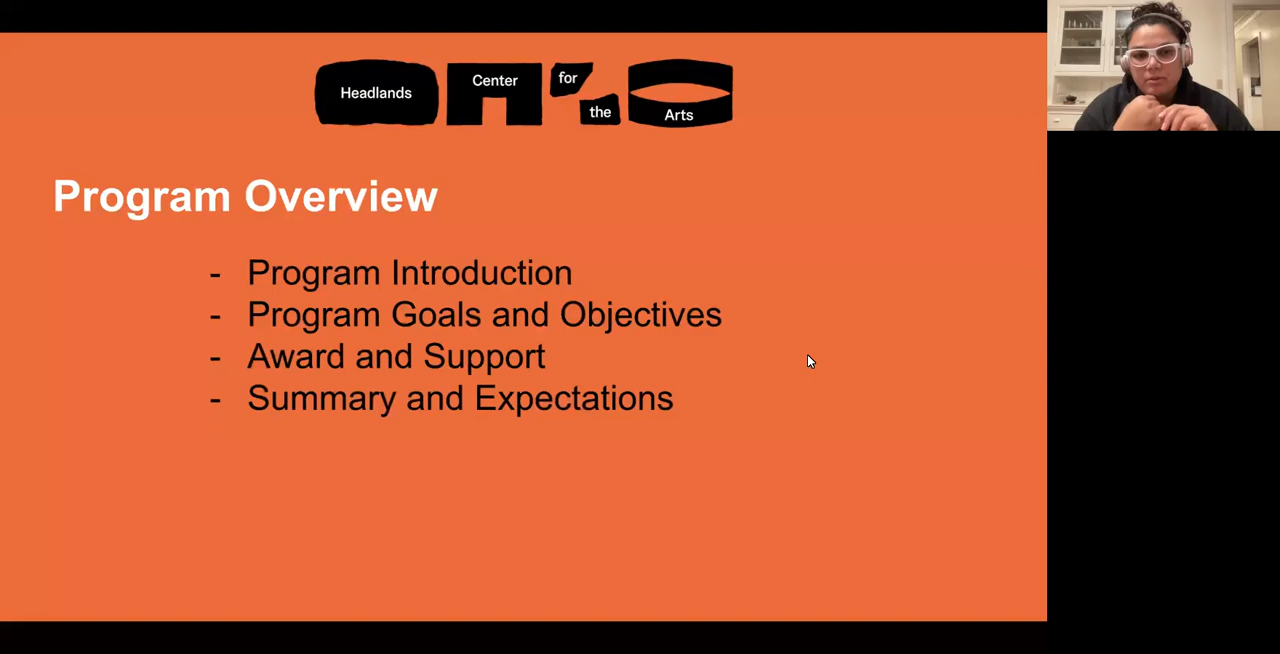 Headlands
Center
for
the
Arts
Program Overview
- Program Introduction
- Program Goals and Objectives
- Award and Support
- Summary and Expectations